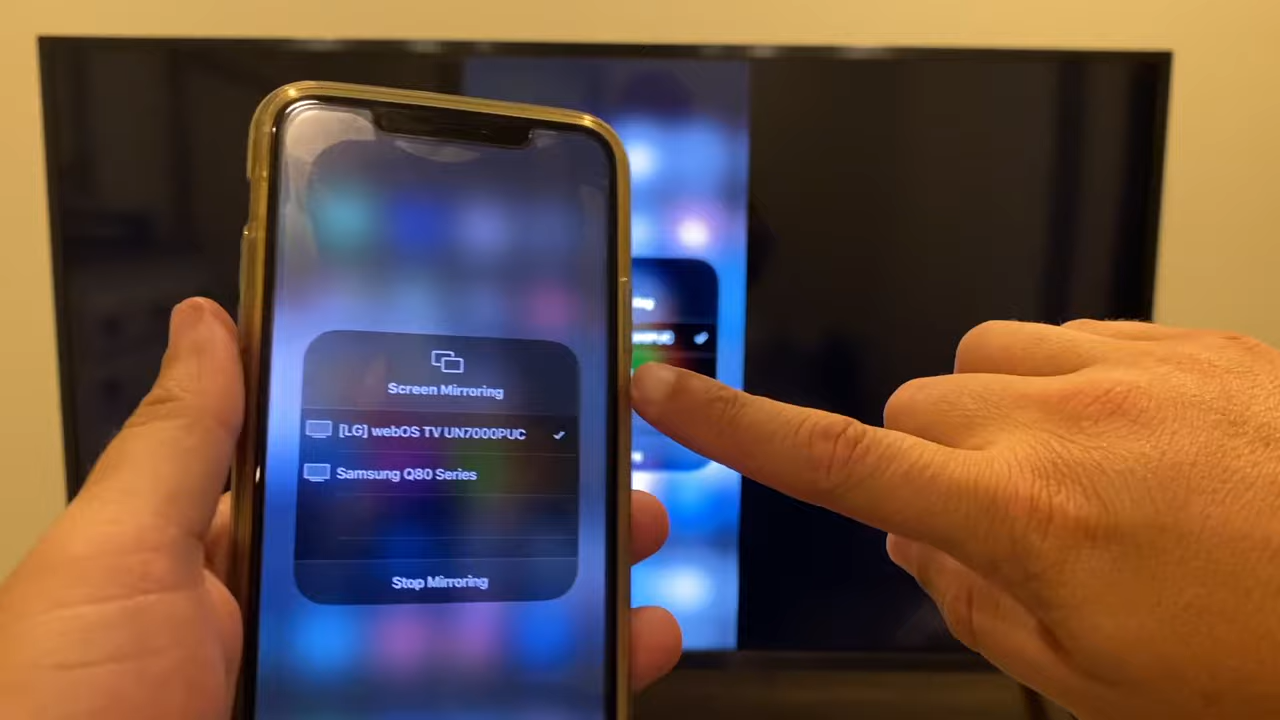 Screen Mirroring
[LG] webOS TV UN7000PUC
Samsung Q80 Series
Stop Mirroring